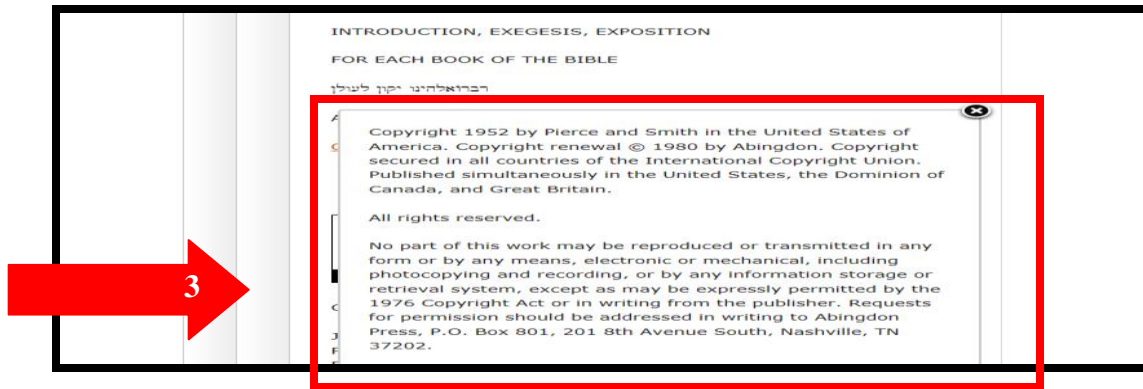 INTRODUCTION, EXEGESIS, EXPOSITION
FOR EACH BOOK OF THE BIBLE
רברואלהינו יקון לעולן
Copyright 1952 by Pierce and Smith in the United States of
America. Copyright renewal © 1980 by Abingdon. Copyright
secured in all countries of the International Copyright Union.
Published simultaneously in the United States, the Dominion of
Canada, and Great Britain.
All rights reserved.
No part of this work may be reproduced or transmitted in any
form or by any means, electronic or mechanical, including
photocopying and recording, or by any information storage or
retrieval system, except as may be expressly permitted by the
1976 Copyright Act or in writing from the publisher. Requests
for permission should be addressed in writing to Abingdon
Press, P.O. Box 801, 201 8th Avenue South, Nashville, TN
37202.
3